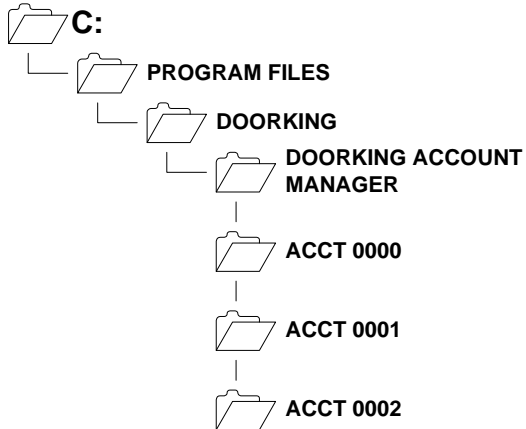 C:
PROGRAM FILES
DOORKING
DOORKING ACCOUNT
MANAGER
ACCT 0000
ACCT 0001
ACCT 0002